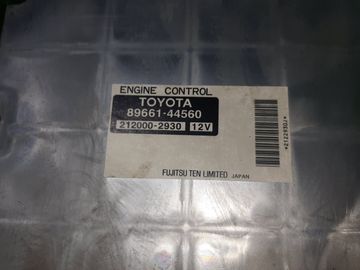 ENGINE CONTROL
TOYOTA
89661-44560
212000-2930 12V
FUJITSU TEN LIMITED JAPAN